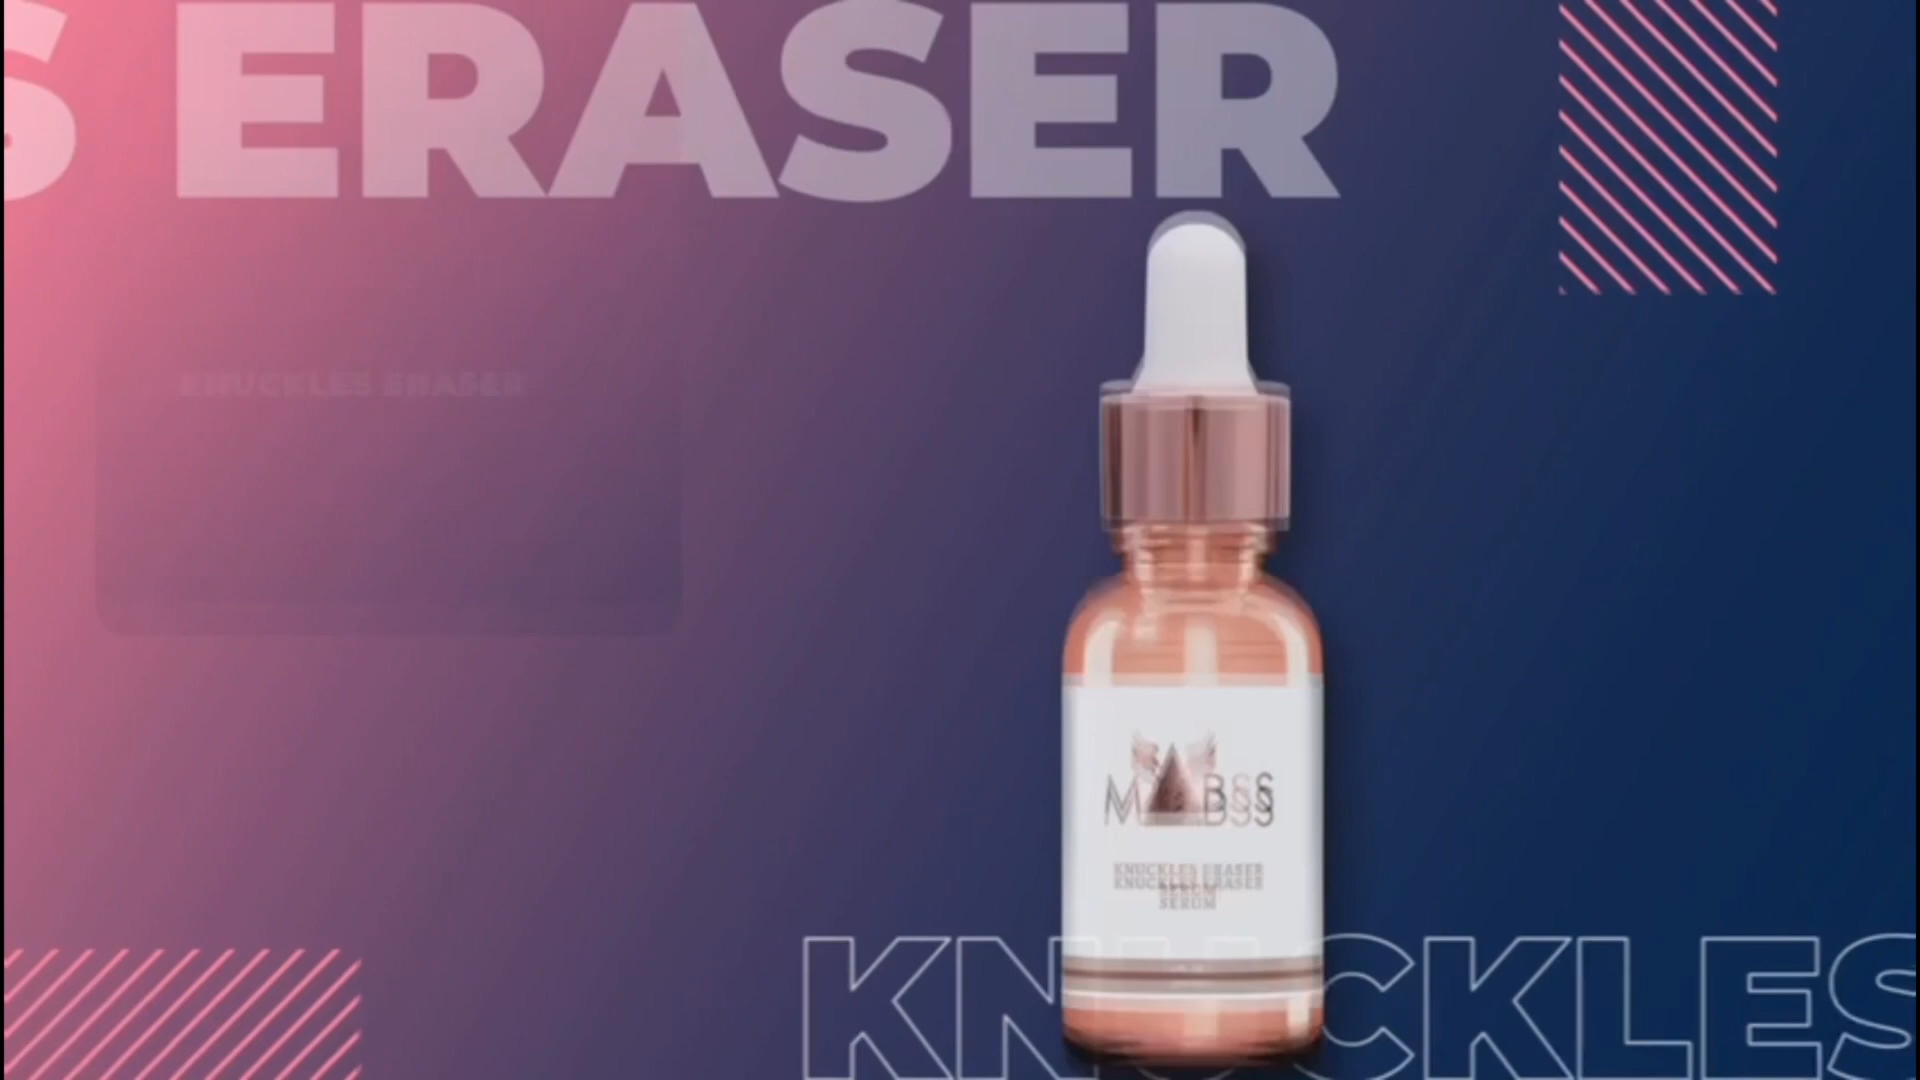 S ERASER
KNUCKLES ERASER
MABSS
KNUCKLES ERASER
SERUM
KNUCKLES